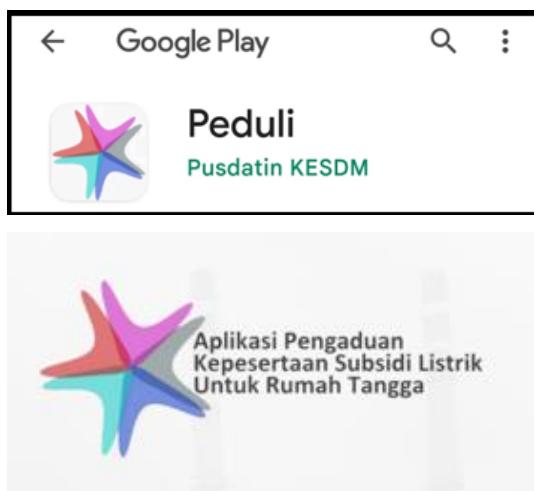 Google Play
Peduli
Pusdatin KESDM
Aplikasi Pengaduan
Kepesertaan Subsidi Listrik
Untuk Rumah Tangga